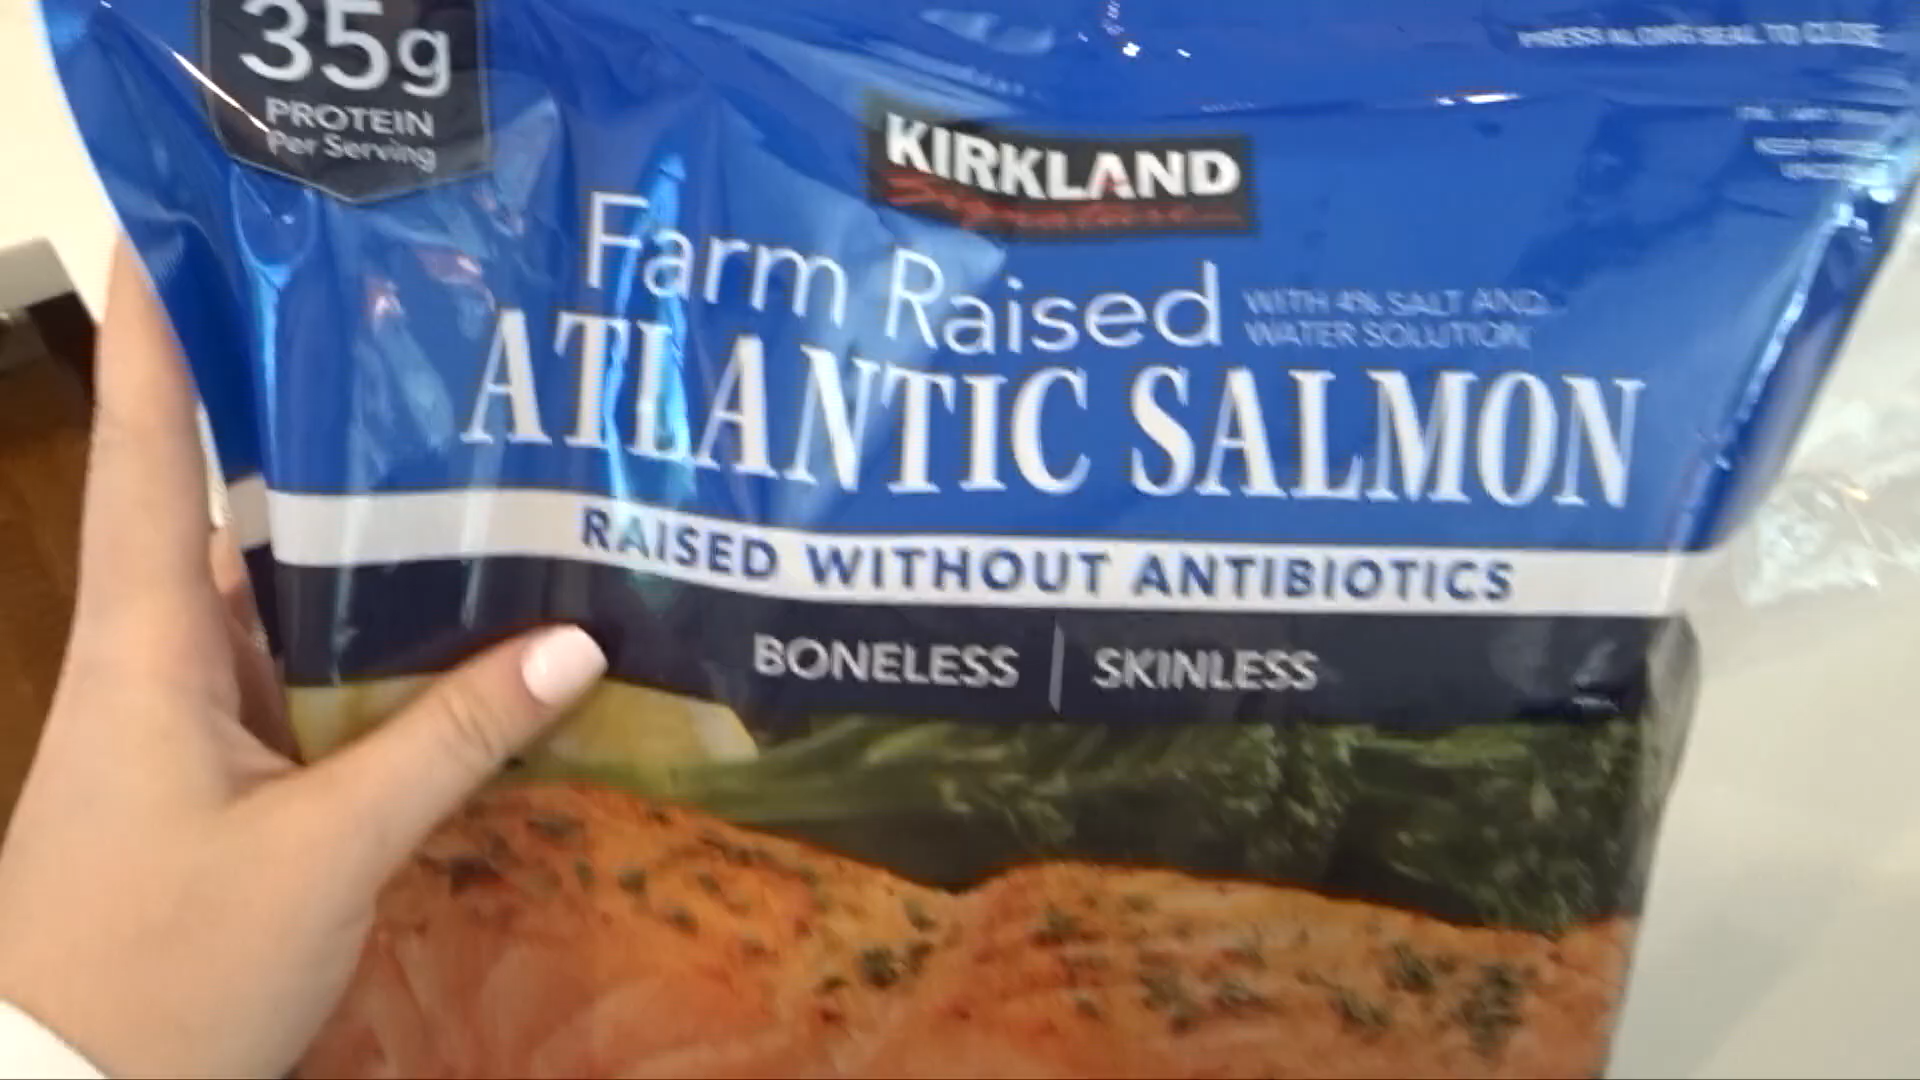 35g
PROTEIN
Per Serving
PRESS ALONG SEAL TO CLOSE
KIRKLAND
Signature
Farm Raised
WITH 4% SALT AND
WATER SOLUTION
ATLANTIC SALMON
RAISED WITHOUT ANTIBIOTICS
BONELESS | SKINLESS